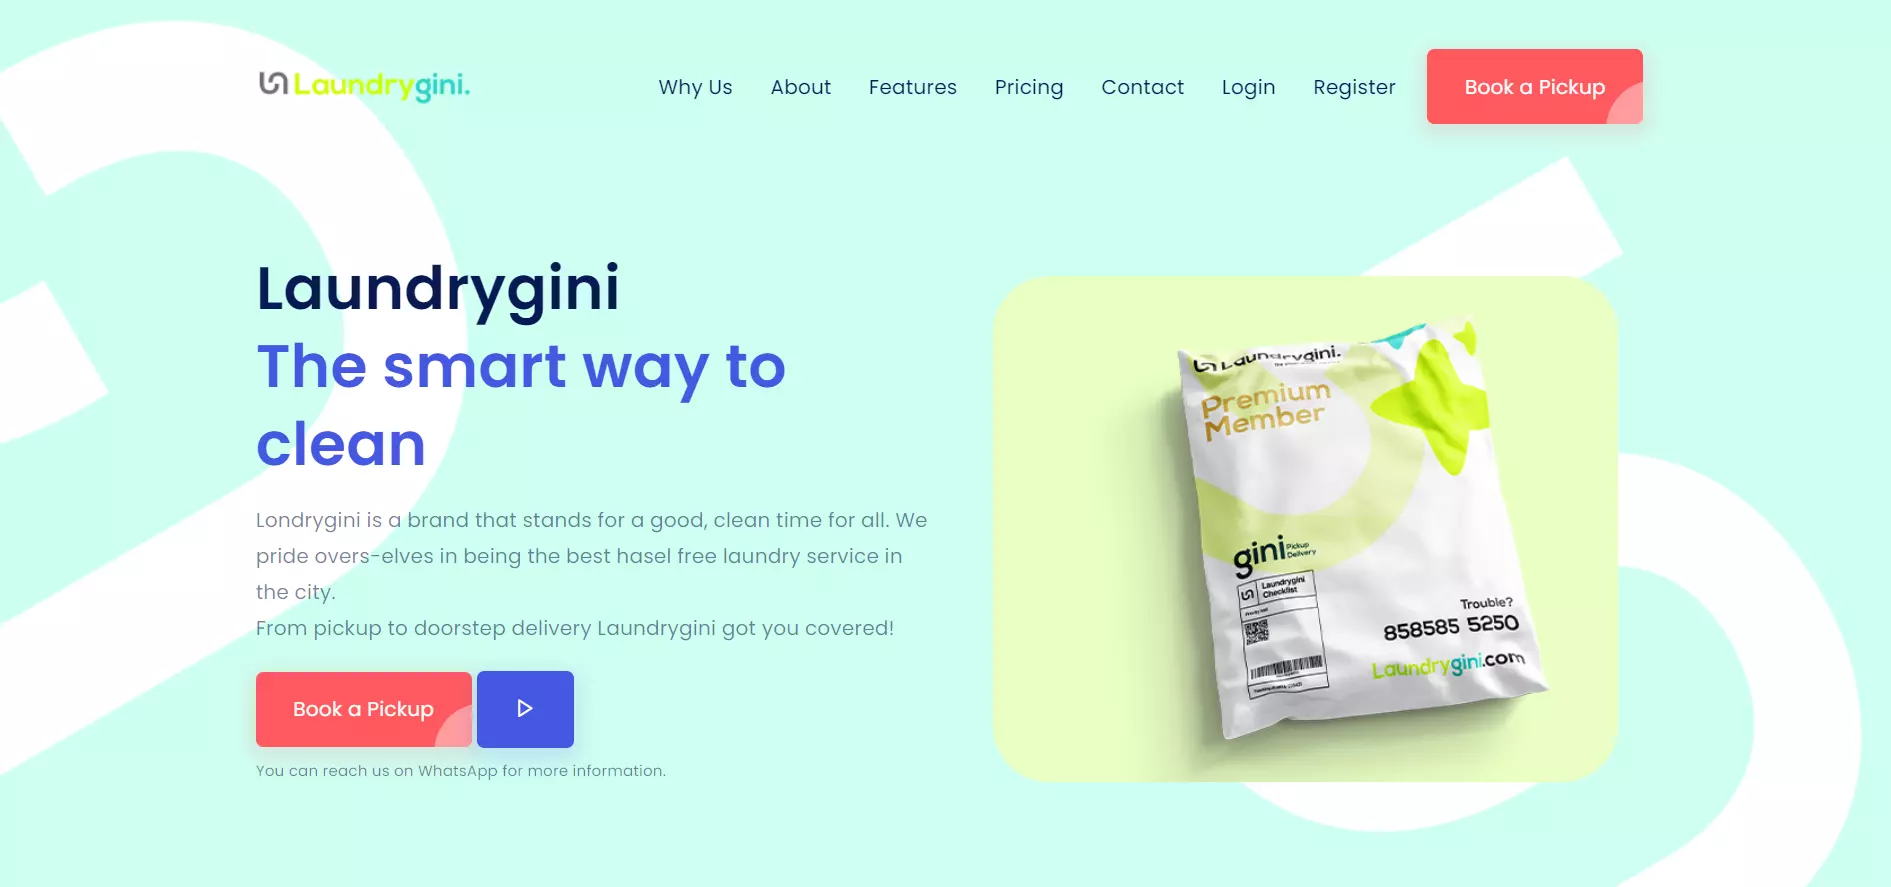 Laundrygini.
Why Us
About
Features
Pricing
Contact
Login
Register
Book a Pickup
Laundrygini
The smart way to
clean
Londrygini is a brand that stands for a good, clean time for all. We
pride overs-elves in being the best hasel free laundry service in
the city.
From pickup to doorstep delivery Laundrygini got you covered!
Book a Pickup
You can reach us on WhatsApp for more information.
Laundrygini.
Premium
Member
gini Pickup
Delivery
Laundrygini
Checklist
Trouble?
858585 5250
Laundrygini.com